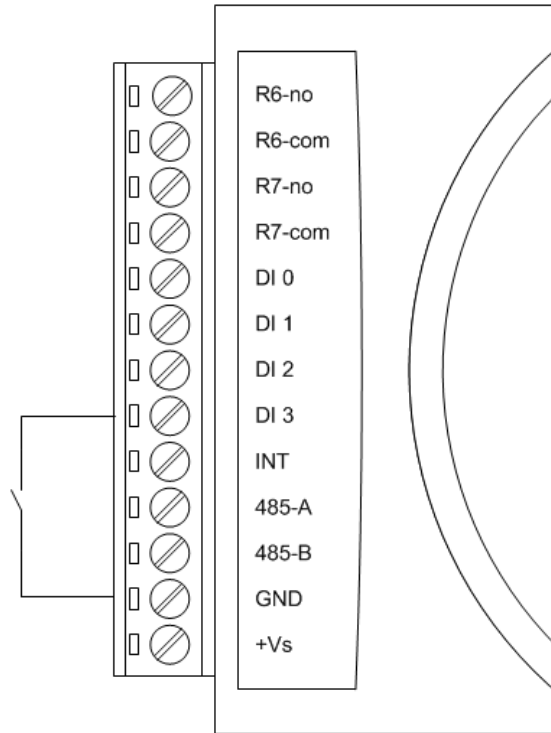 R6-no
R6-com
R7-no
R7-com
DI 0
DI 1
DI 2
DI 3
INT
485-A
485-B
GND
+Vs